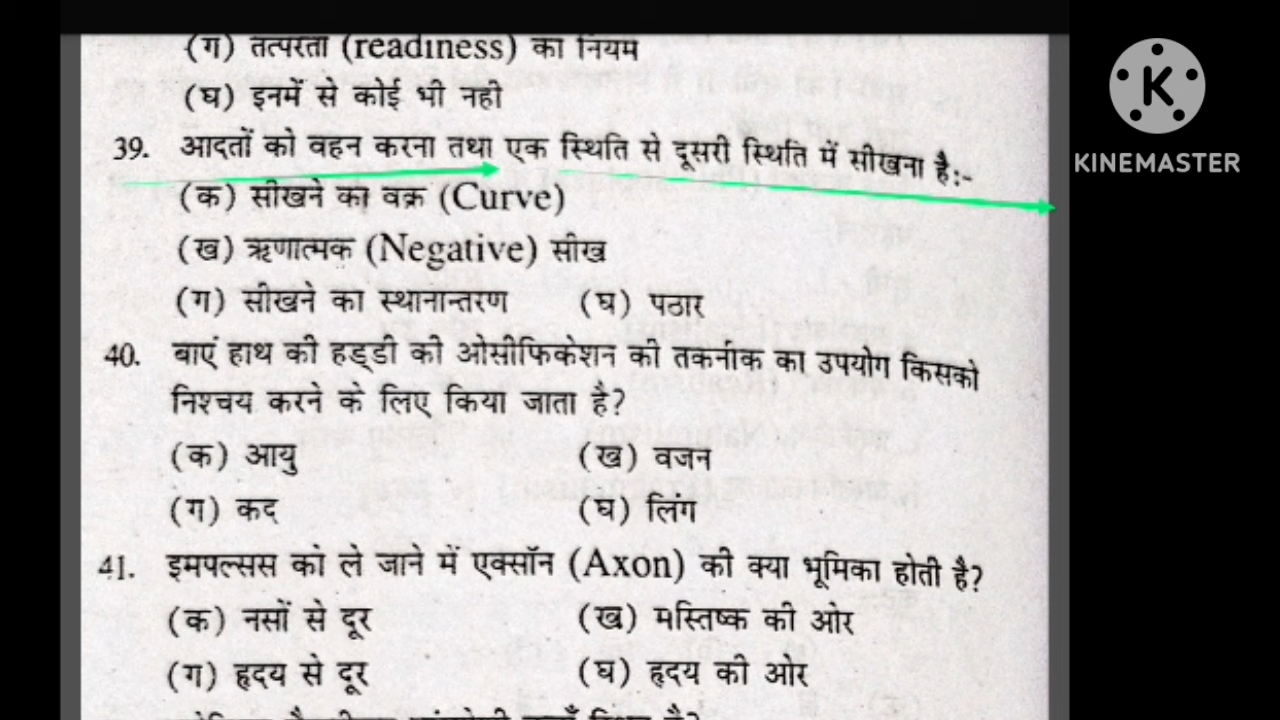 (ग) तत्परता (readiness) का नियम
(घ) इनमें से कोई भी नही
39. आदतों को वहन करना तथा एक स्थिति से दूसरी स्थिति में सीखना है:-
(क) सीखने का वक्र (Curve)
(ख) ऋणात्मक (Negative) सीख
(ग) सीखने का स्थानान्तरण (घ) पठार
40. बाएं हाथ की हड्डी की ओसीफिकेशन की तकनीक का उपयोग किसको
निश्चय करने के लिए किया जाता है?
(क) आयु (ख) वजन
(ग) कद (घ) लिंग
41. इमपल्सस को ले जाने में एक्सॉन (Axon) की क्या भूमिका होती है?
(क) नसों से दूर (ख) मस्तिष्क की ओर
(ग) हृदय से दूर (घ) हृदय की ओर
K
KINEMASTER